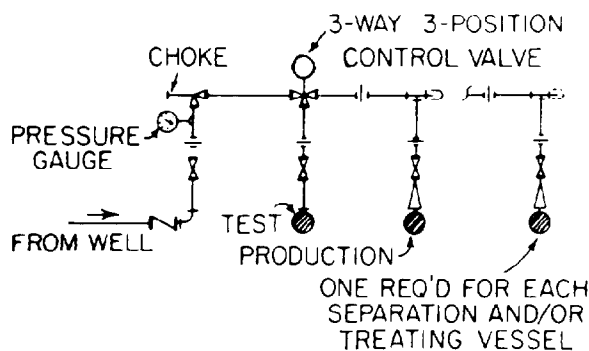 3-WAY 3-POSITION
CONTROL VALVE
CHOKE
PRESSURE
GAUGE
FROM WELL
TEST
PRODUCTION
ONE REQ'D FOR EACH
SEPARATION AND/OR
TREATING VESSEL